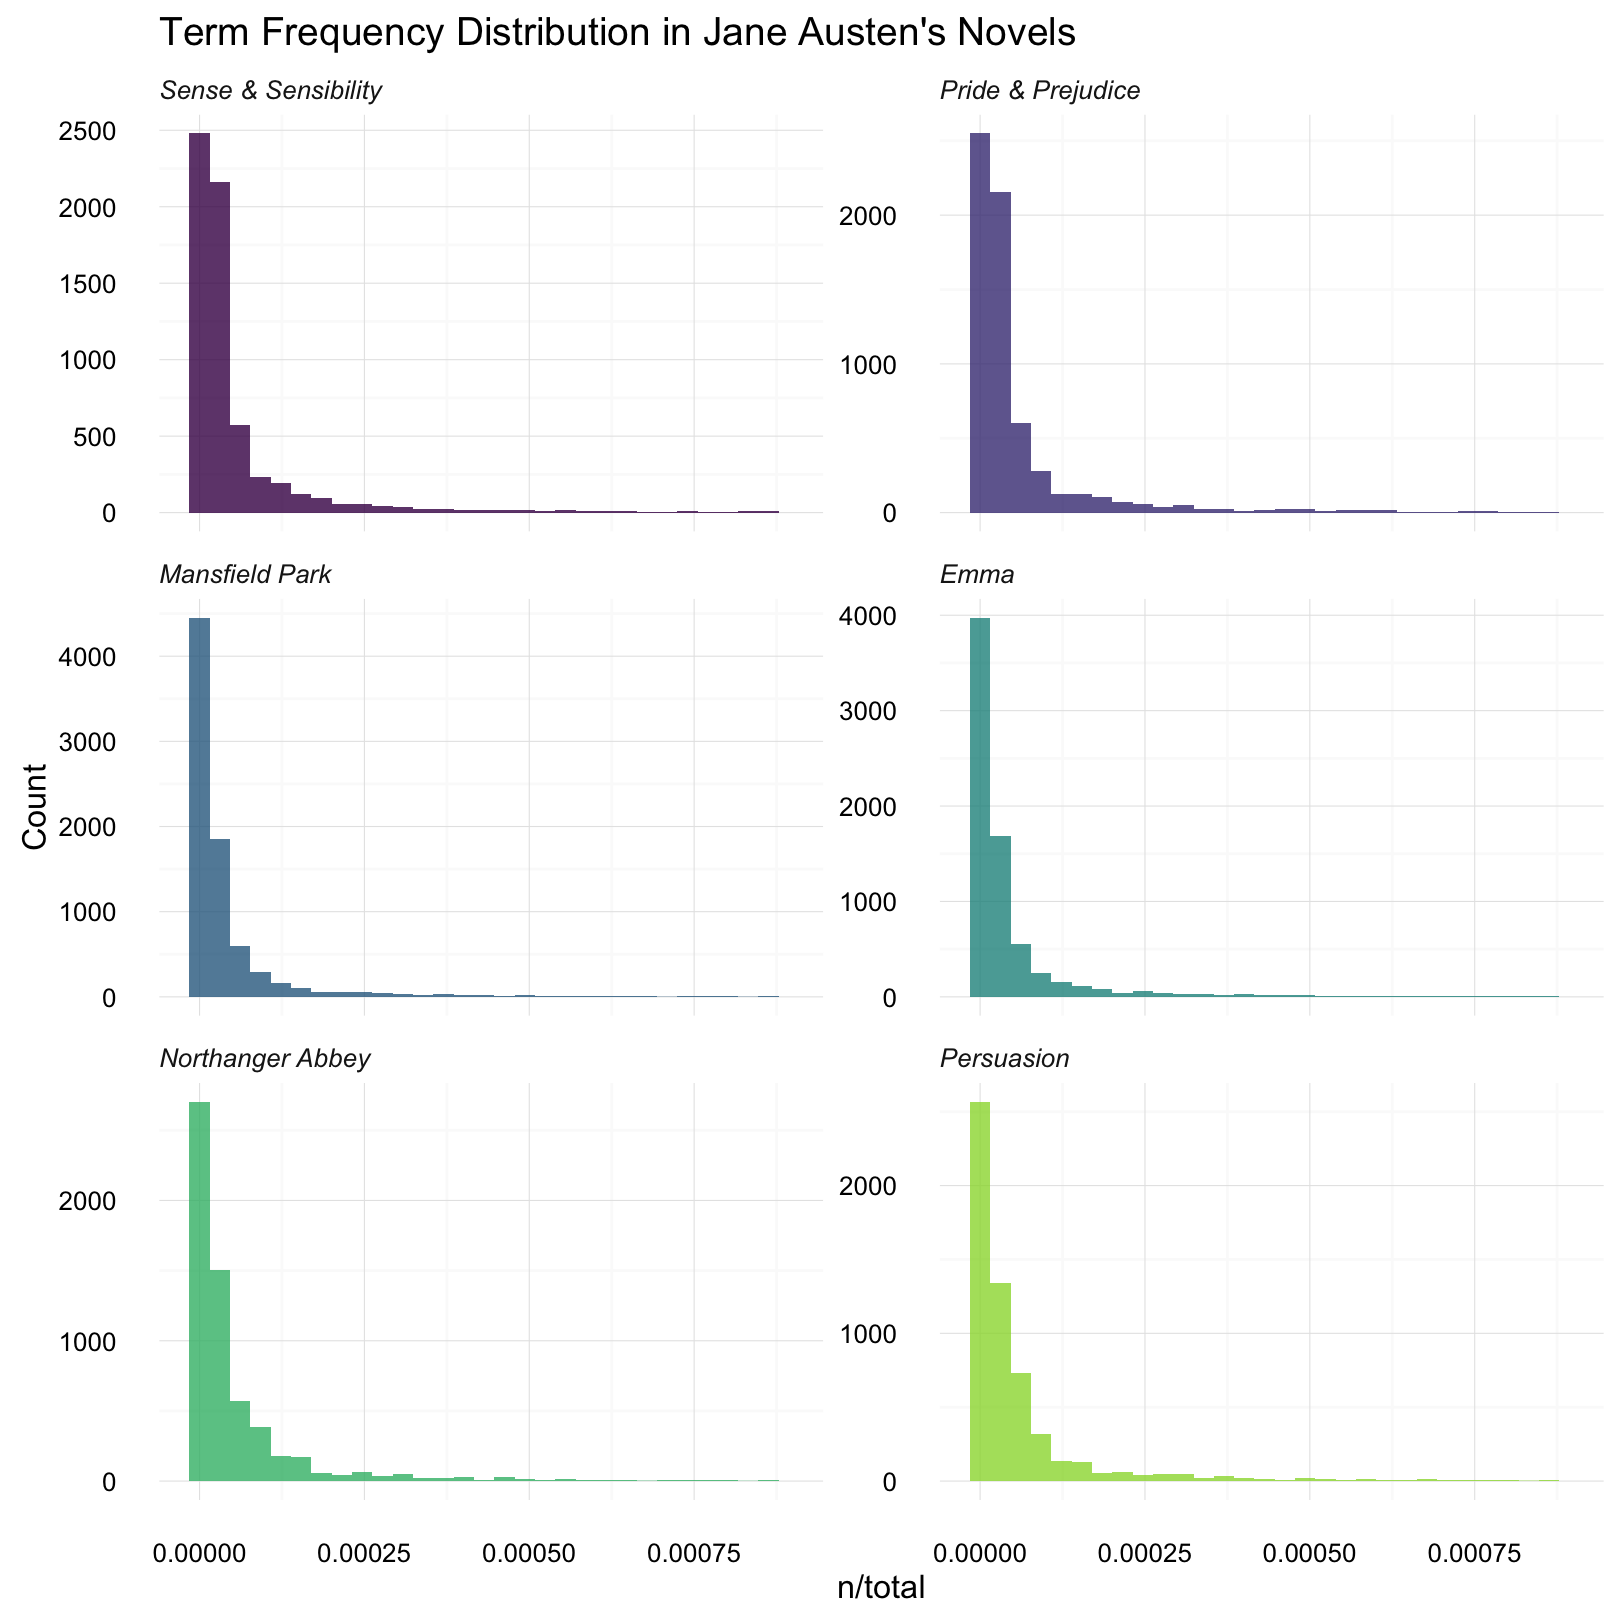 Term Frequency Distribution in Jane Austen's Novels
Sense & Sensibility
2500
2000
1500
1000
500
0
Pride & Prejudice
2000
1000
0
Mansfield Park
4000
3000
2000
1000
0
Emma
4000
3000
2000
1000
0
Northanger Abbey
2000
1000
0
Persuasion
2000
1000
0
Count
0.00000 0.00025 0.00050 0.00075
0.00000 0.00025 0.00050 0.00075
n/total